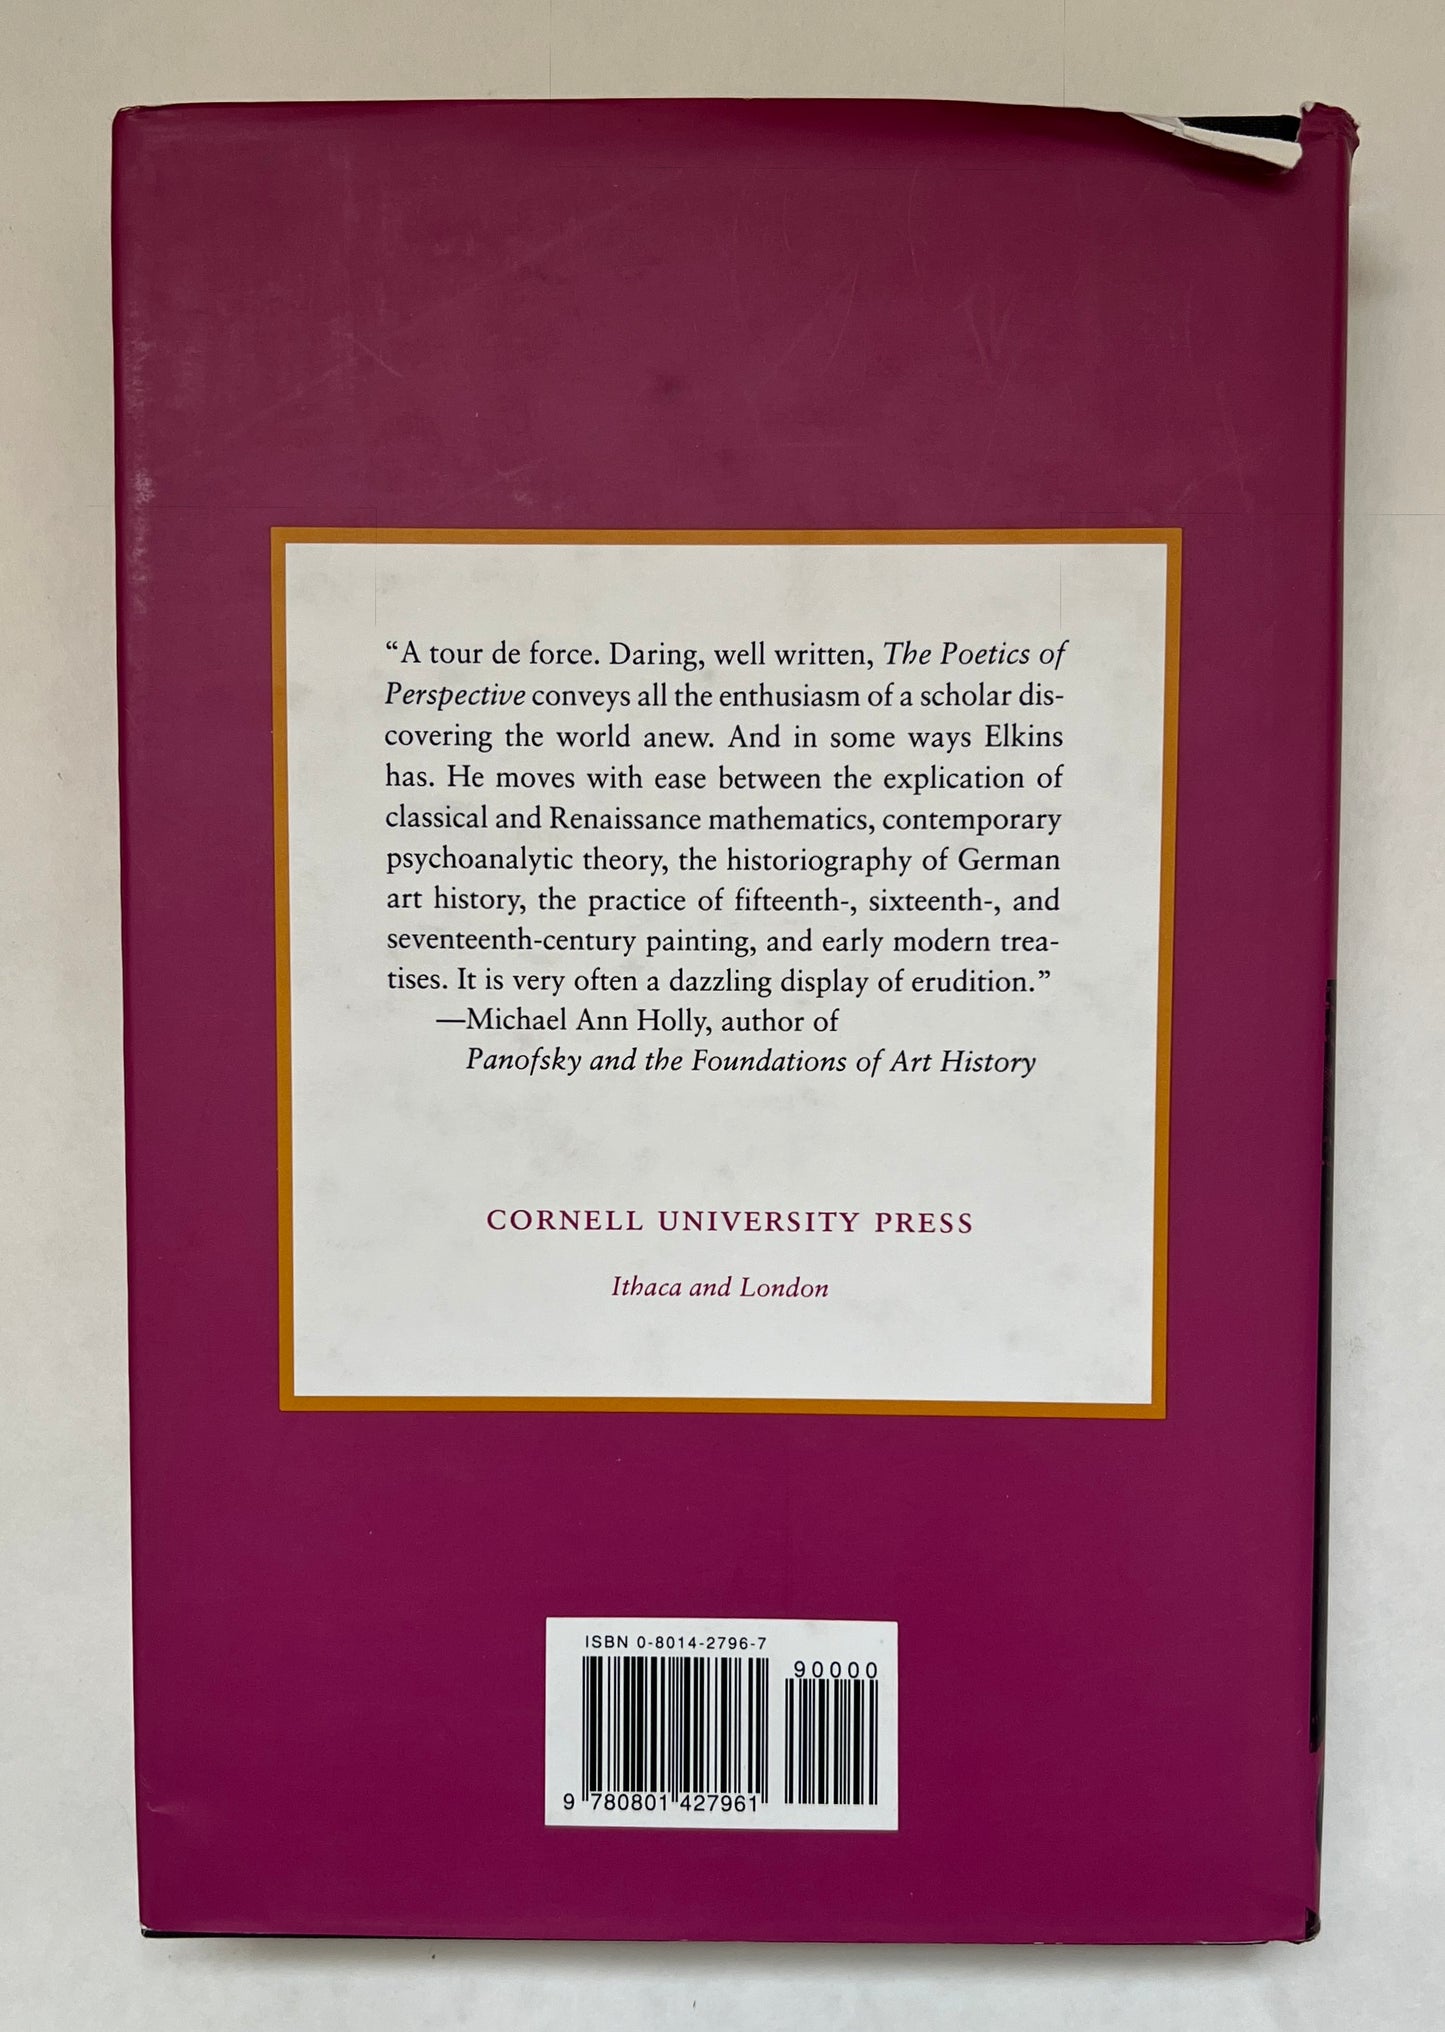 “A tour de force. Daring, well written, The Poetics of
Perspective conveys all the enthusiasm of a scholar dis-
covering the world anew. And in some ways Elkins
has. He moves with ease between the explication of
classical and Renaissance mathematics, contemporary
psychoanalytic theory, the historiography of German
art history, the practice of fifteenth-, sixteenth-, and
seventeenth-century painting, and early modern trea-
tises. It is very often a dazzling display of erudition.”
—Michael Ann Holly, author of
Panofsky and the Foundations of Art History
CORNELL UNIVERSITY PRESS
Ithaca and London
ISBN 0-8014-2796-7
90000
9 780801 427961